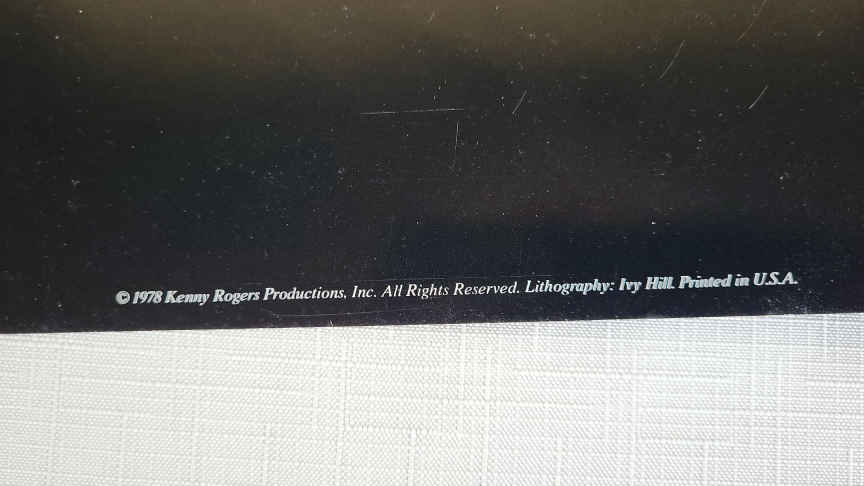 © 1978 Kenny Rogers Productions, Inc. All Rights Reserved. Lithography: Ivy Hill. Printed in U.S.A.